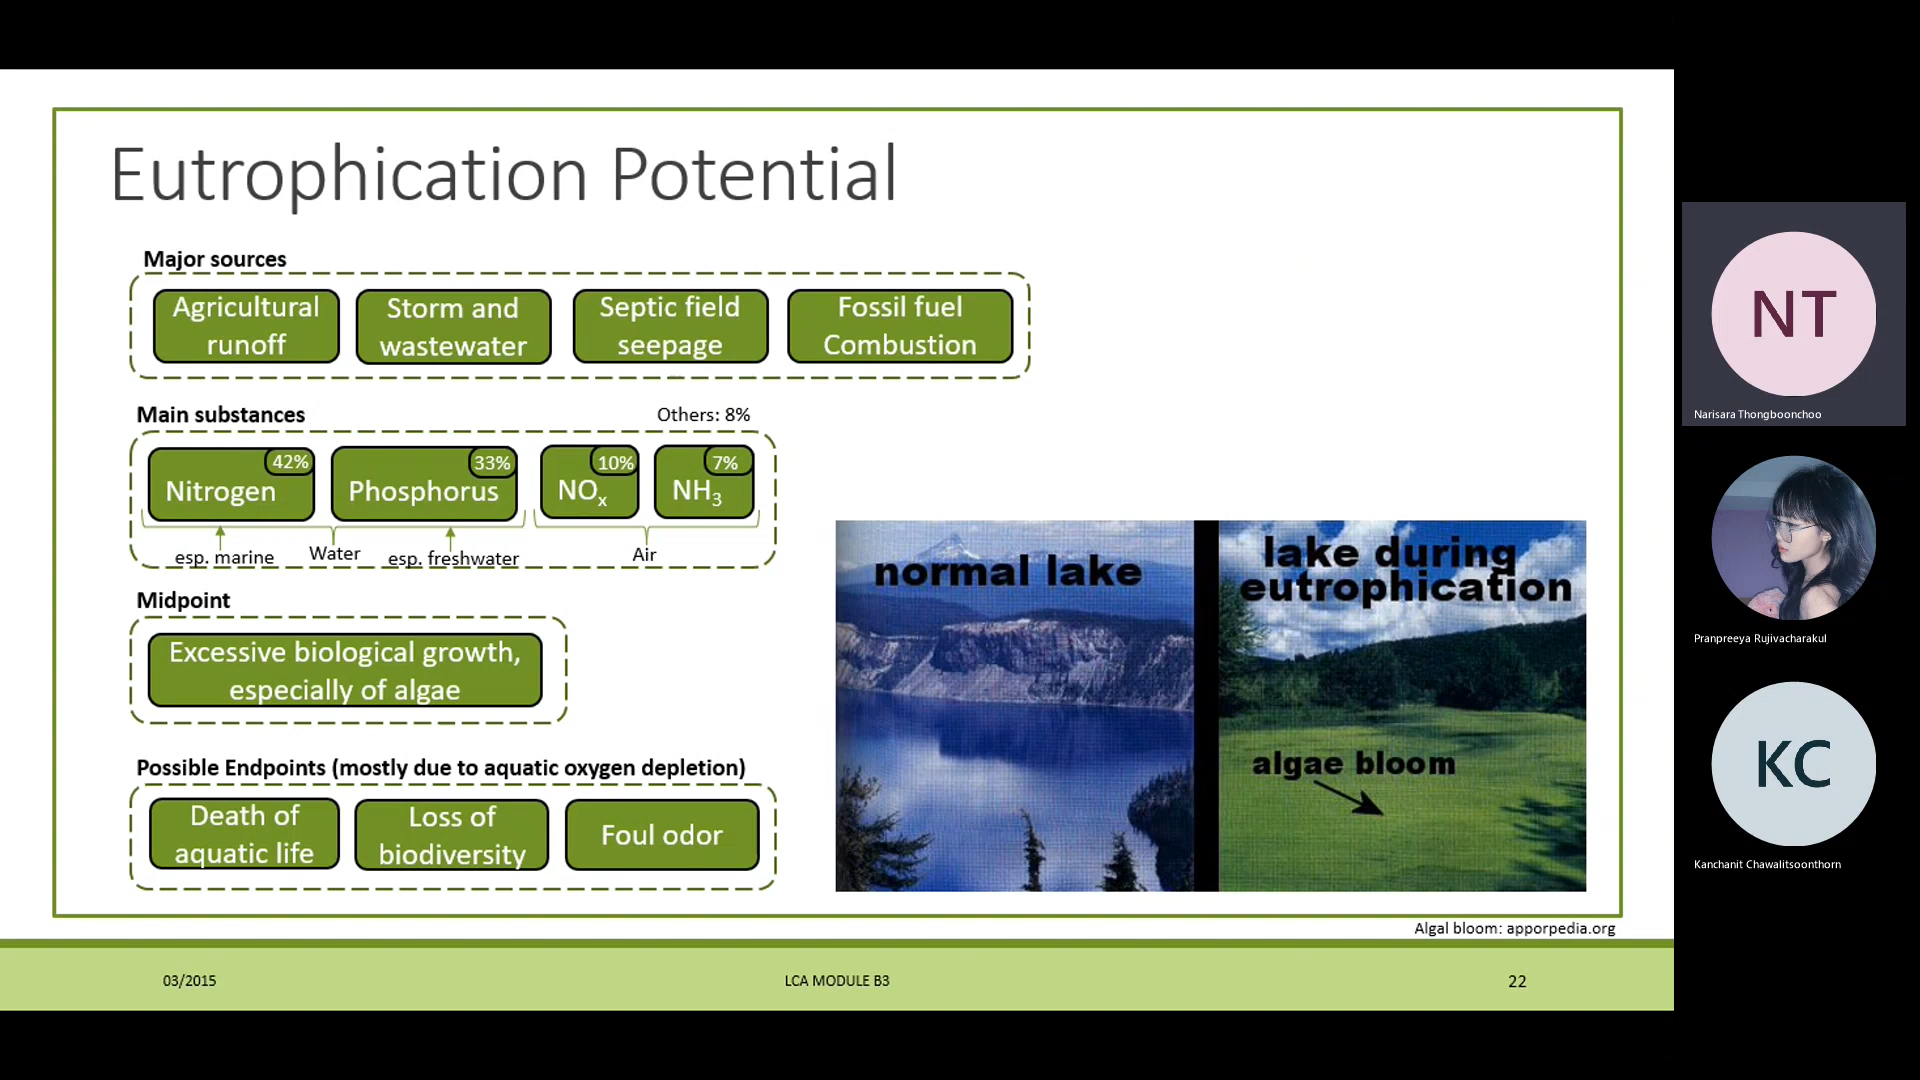 Eutrophication Potential
Major sources
Agricultural
runoff
Storm and
wastewater
Septic field
seepage
Fossil fuel
Combustion
Main substances
Others: 8%
Nitrogen
42%
Phosphorus
33%
NOx
10%
NH3
7%
esp. marine
Water
esp. freshwater
Air
Midpoint
Excessive biological growth,
especially of algae
Possible Endpoints (mostly due to aquatic oxygen depletion)
Death of
aquatic life
Loss of
biodiversity
Foul odor
normal lake
lake during
eutrophication
algae bloom
Algal bloom: apporpedia.org
03/2015
LCA MODULE B3
22
NT
Narisara Thongboonchoo
Pranpreeya Rujivacharakul
KC
Kanchanit Chawalitsoonthorn